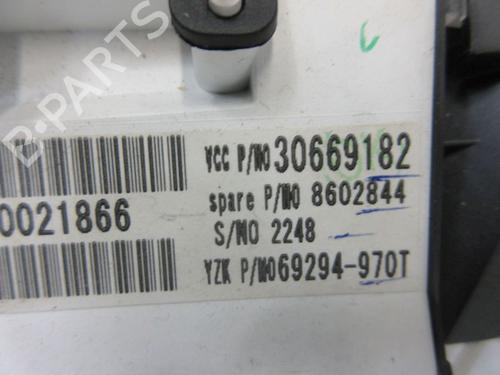 B-PARTS
VCC P/NO 30669182
spare P/NO 8602844
0021866
S/NO 2248
YZK P/NO 69294-970T